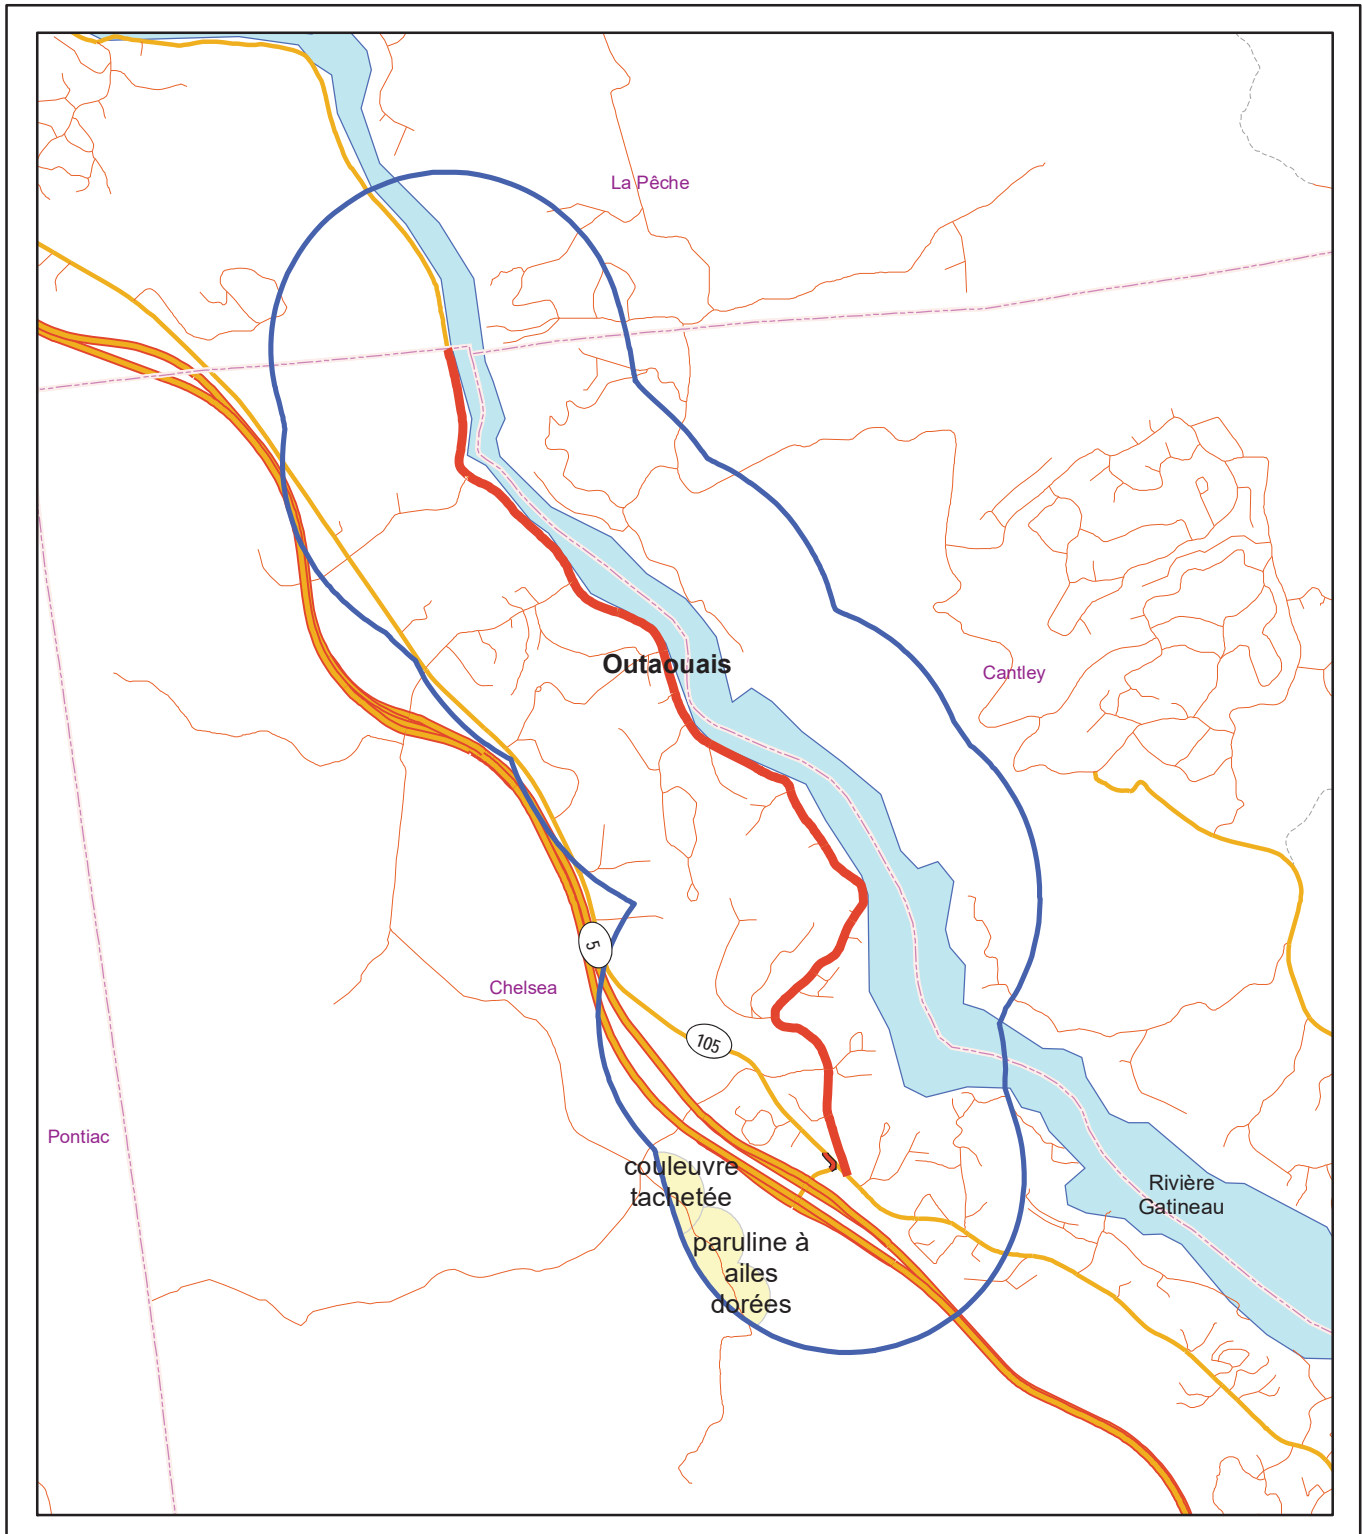 La Pêche
Outaouais
Cantley
5
Chelsea
105
Pontiac
couleuvre
tachetée
Rivière
Gatineau
paruline à
ailes
dorées